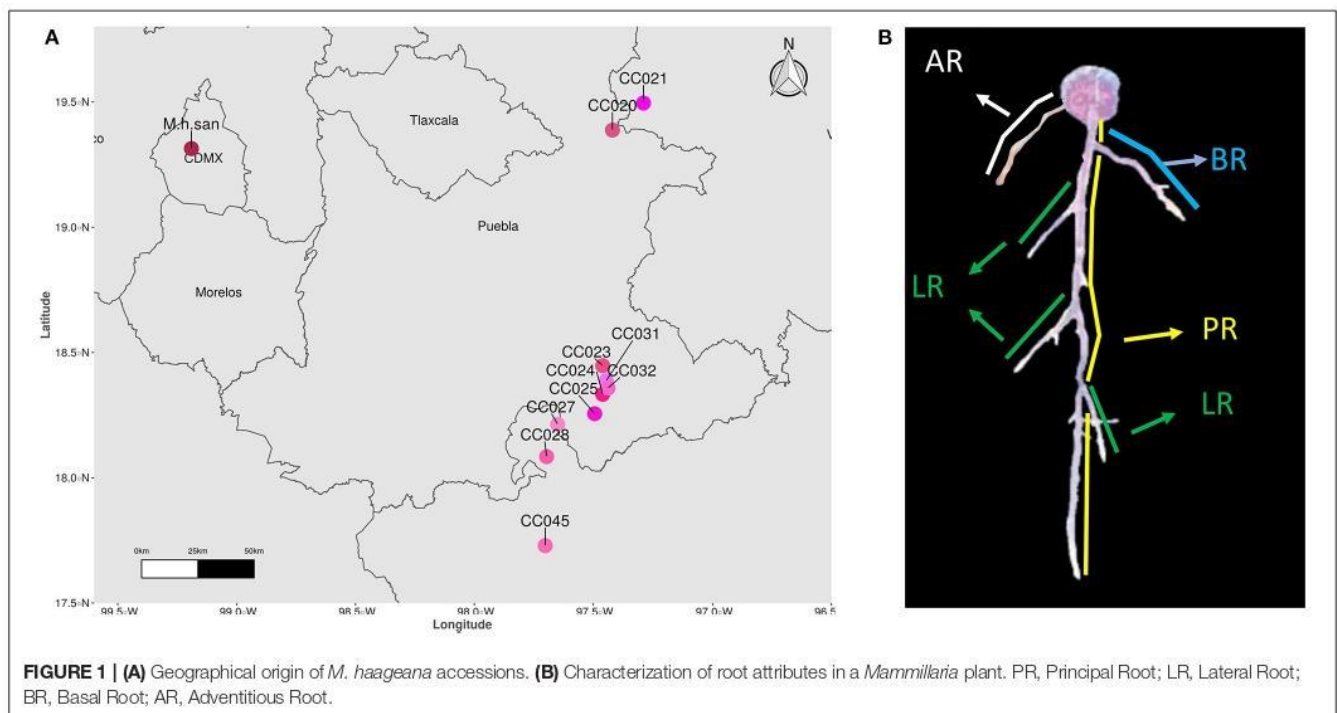 A
N
CC021
CC020
19.5-N
Tlaxcala
M.h.san
co
CDMX
19.0-N
Puebla
Morelos
Latitude
18.5-N
CC031
CC023
CC024
CC032
CC025
CC027
CC028
18.0-N
CC045
0km 25km 50km
17.5-N
99.5-W 99.0-W 98.5-W 98.0-W 97.5-W 97.0-W 96.5
Longitude
B
AR
BR
LR
PR
LR
FIGURE 1 | (A) Geographical origin of M. haageana accessions. (B) Characterization of root attributes in a Mammillaria plant. PR, Principal Root; LR, Lateral Root;
BR, Basal Root; AR, Adventitious Root.